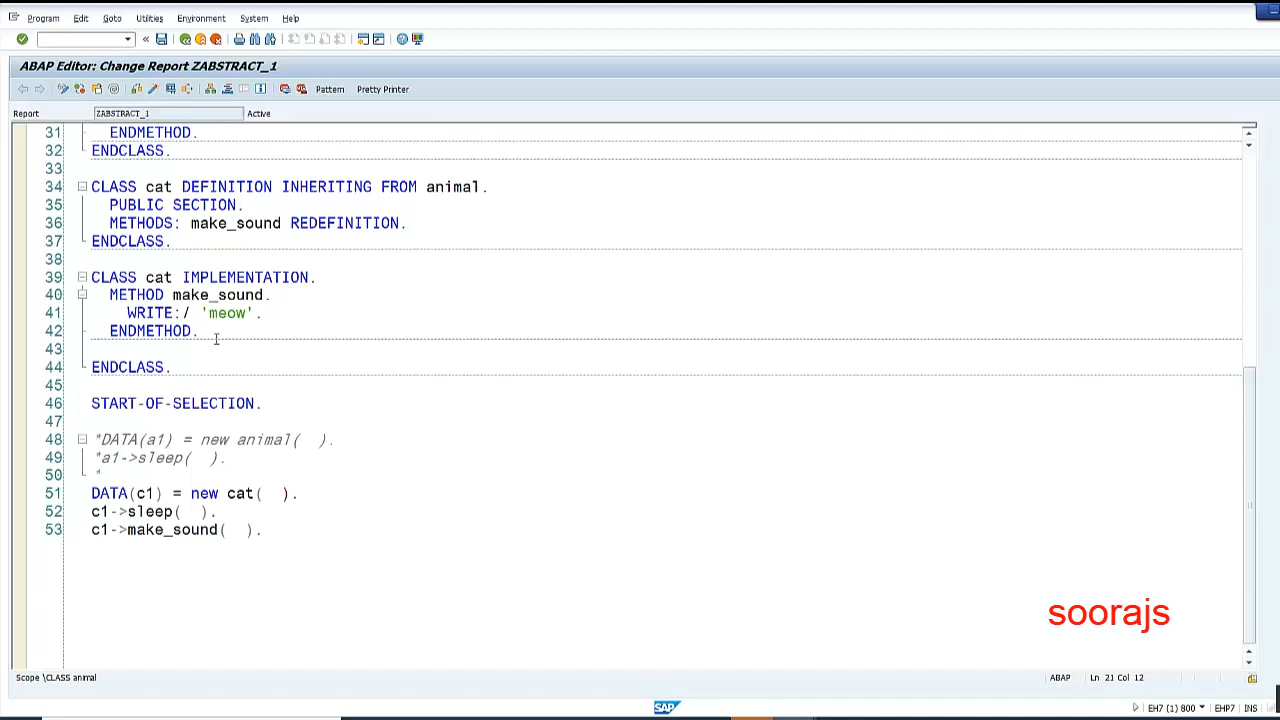 Program Edit Goto Utilities Environment System Help
ABAP Editor: Change Report ZABSTRACT_1
Pattern Pretty Printer
Report ZABSTRACT_1 Active
31 ENDMETHOD.
32 ENDCLASS.
33
34 CLASS cat DEFINITION INHERITING FROM animal.
35 PUBLIC SECTION.
36 METHODS: make_sound REDEFINITION.
37 ENDCLASS.
38
39 CLASS cat IMPLEMENTATION.
40 METHOD make_sound.
41 WRITE:/ 'meow'.
42 ENDMETHOD.
43
44 ENDCLASS.
45
46 START-OF-SELECTION.
47
48 *DATA(a1) = new animal(  ).
49 *a1->sleep(  ).
50 *
51 DATA(c1) = new cat(  ).
52 c1->sleep(  ).
53 c1->make_sound(  ).
soorajs
Scope \CLASS animal ABAP Ln 21 Col 12
SAP EH7 (1) 800 EHP7 INS